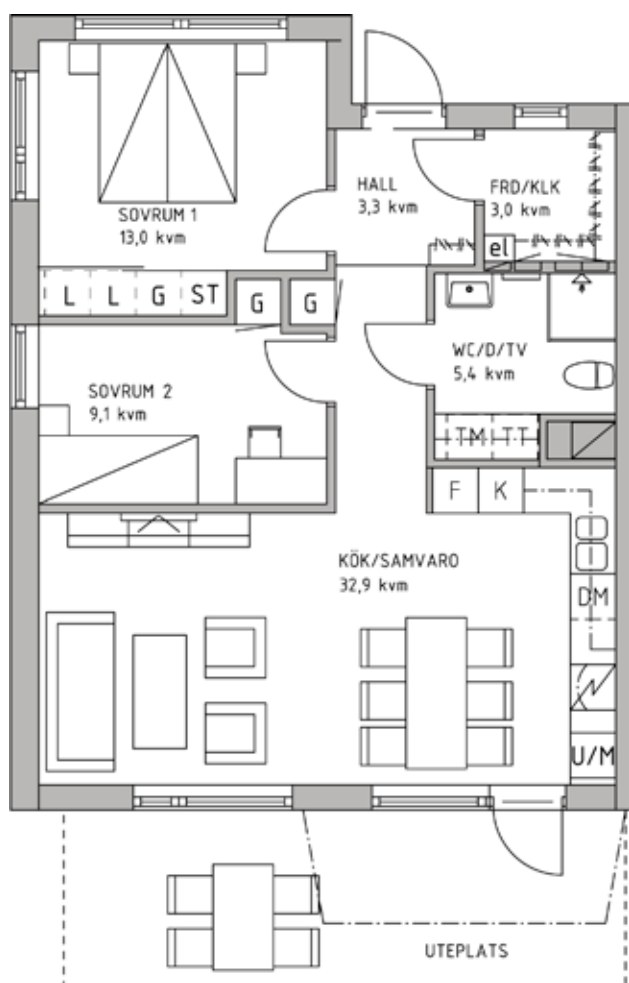 HALL
3,3 kvm
FRD/KLK
3,0 kvm
SOVRUM 1
13,0 kvm
el
L L G ST
G G
WC/D/TV
5,4 kvm
SOVRUM 2
9,1 kvm
TM TT
F K
KÖK/SAMVARO
32,9 kvm
DM
U/M
UTEPLATS